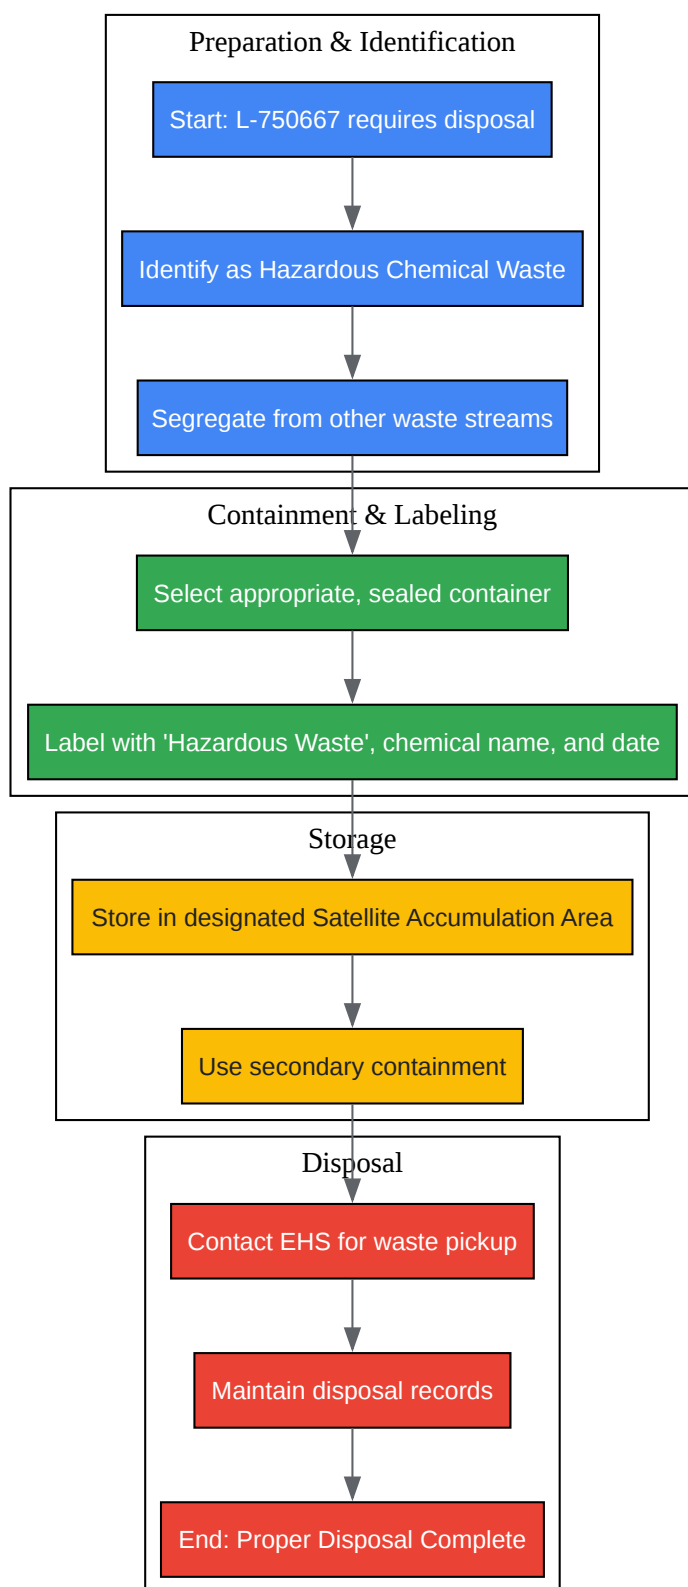 Preparation & Identification
Start: L-750667 requires disposal
Identify as Hazardous Chemical Waste
Segregate from other waste streams
Containment & Labeling
Select appropriate, sealed container
Label with 'Hazardous Waste', chemical name, and date
Storage
Store in designated Satellite Accumulation Area
Use secondary containment
Disposal
Contact EHS for waste pickup
Maintain disposal records
End: Proper Disposal Complete